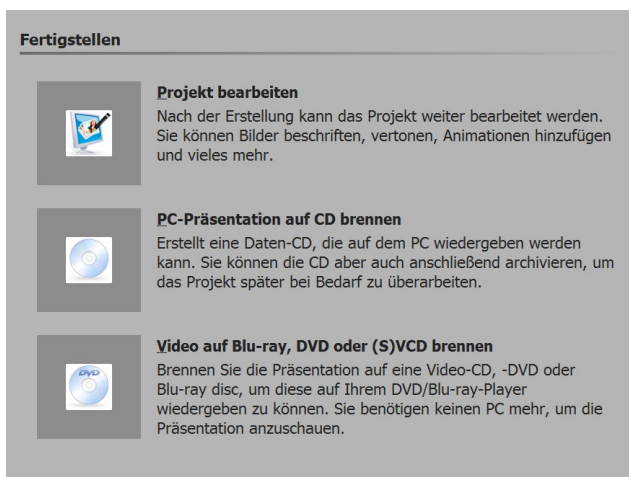 Fertigstellen
Projekt bearbeiten
Nach der Erstellung kann das Projekt weiter bearbeitet werden.
Sie können Bilder beschriften, vertonen, Animationen hinzufügen
und vieles mehr.
PC-Präsentation auf CD brennen
Erstellt eine Daten-CD, die auf dem PC wiedergeben werden
kann. Sie können die CD aber auch anschließend archivieren, um
das Projekt später bei Bedarf zu überarbeiten.
Video auf Blu-ray, DVD oder (S)VCD brennen
DVD
Brennen Sie die Präsentation auf eine Video-CD, -DVD oder
Blu-ray disc, um diese auf Ihrem DVD/Blu-ray-Player
wiedergeben zu können. Sie benötigen keinen PC mehr, um die
Präsentation anzuschauen.